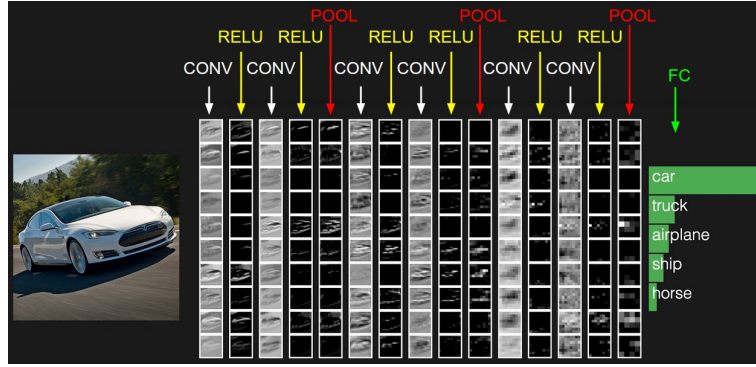 POOL POOL POOL
RELU RELU RELU RELU RELU RELU
CONV CONV CONV CONV CONV CONV
FC
car
truck
airplane
ship
horse